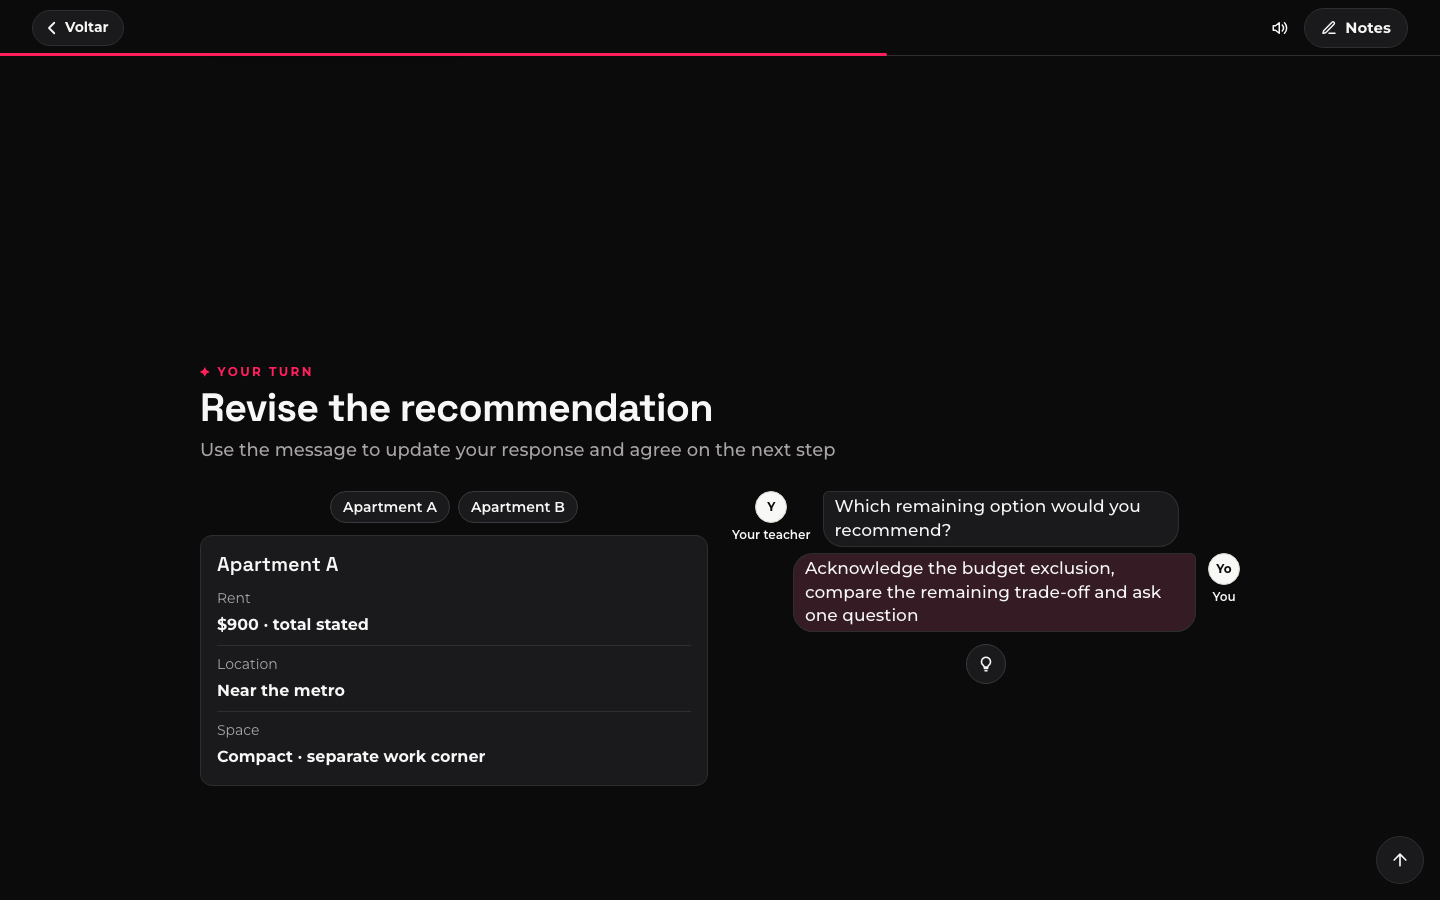 Voltar
Notes
YOUR TURN
Revise the recommendation
Use the message to update your response and agree on the next step
Apartment A
Apartment B
Apartment A
Rent
$900 · total stated
Location
Near the metro
Space
Compact · separate work corner
Y
Your teacher
Which remaining option would you
recommend?
Acknowledge the budget exclusion,
compare the remaining trade-off and ask
one question
Yo
You